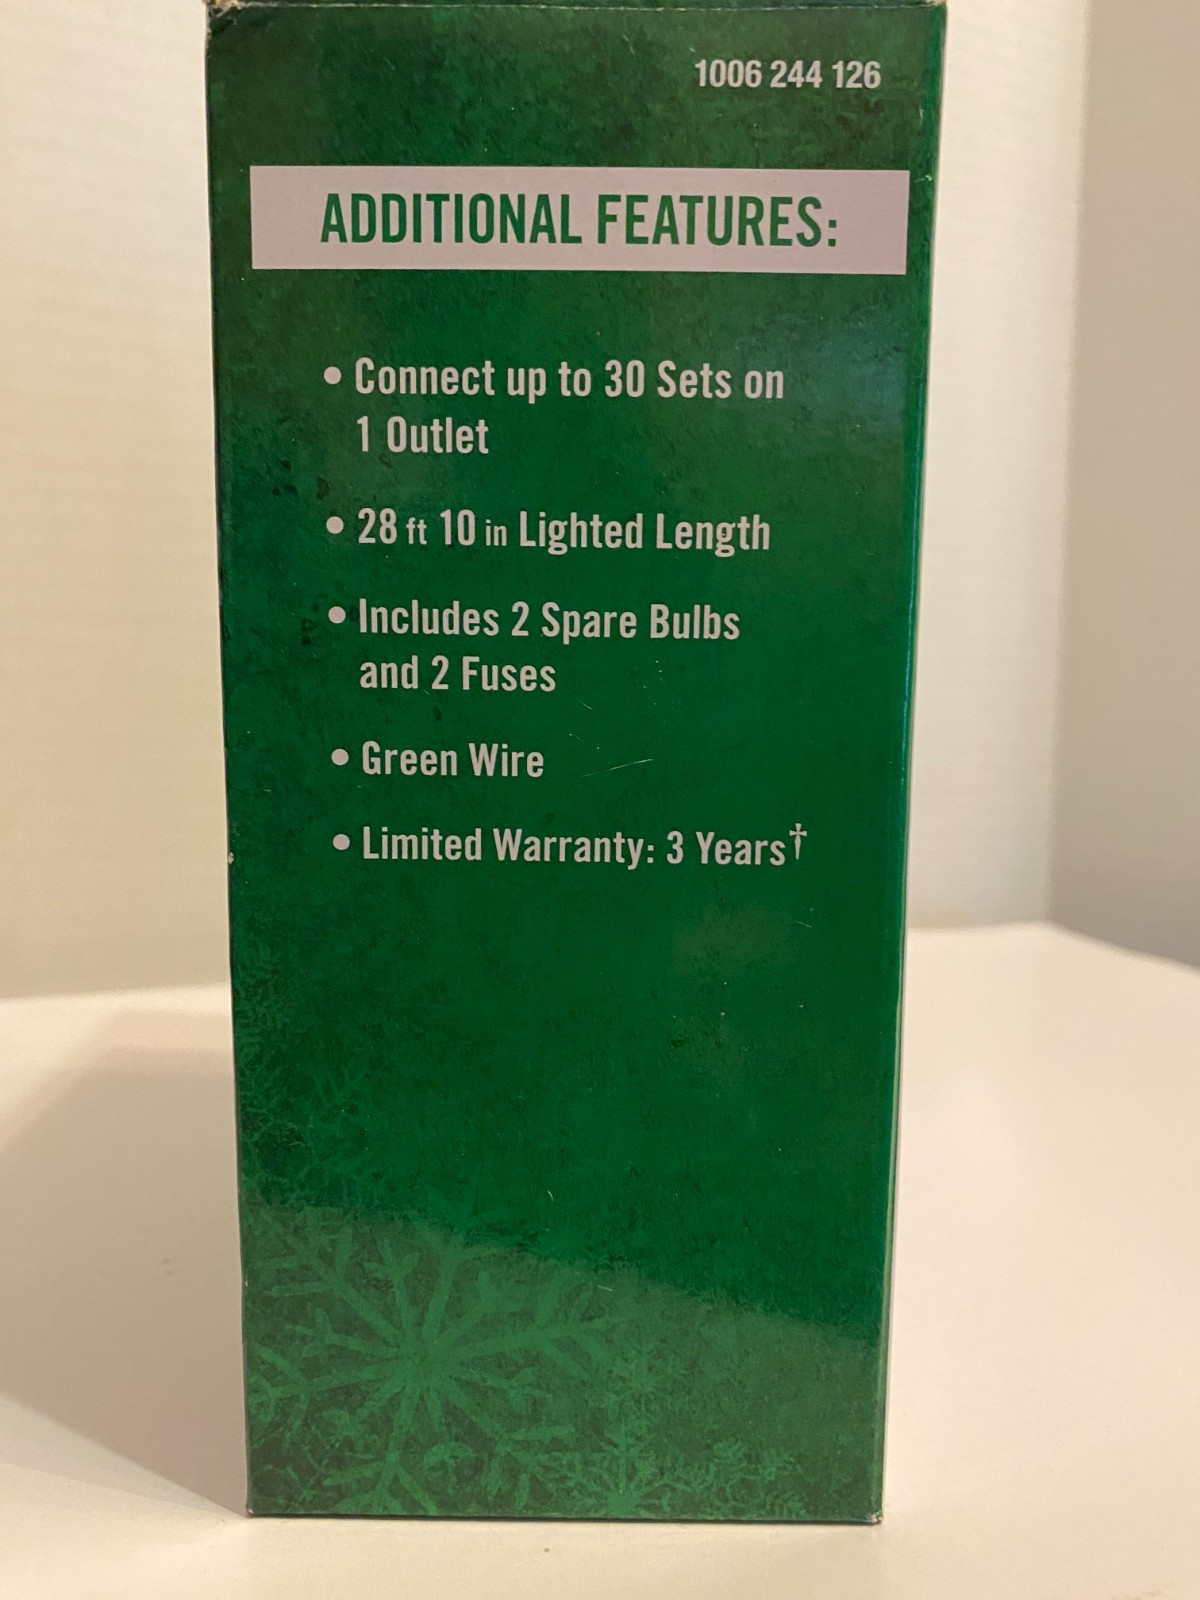 1006 244 126
ADDITIONAL FEATURES:
• Connect up to 30 Sets on
1 Outlet
• 28 ft 10 in Lighted Length
• Includes 2 Spare Bulbs
and 2 Fuses
• Green Wire
• Limited Warranty: 3 Years†